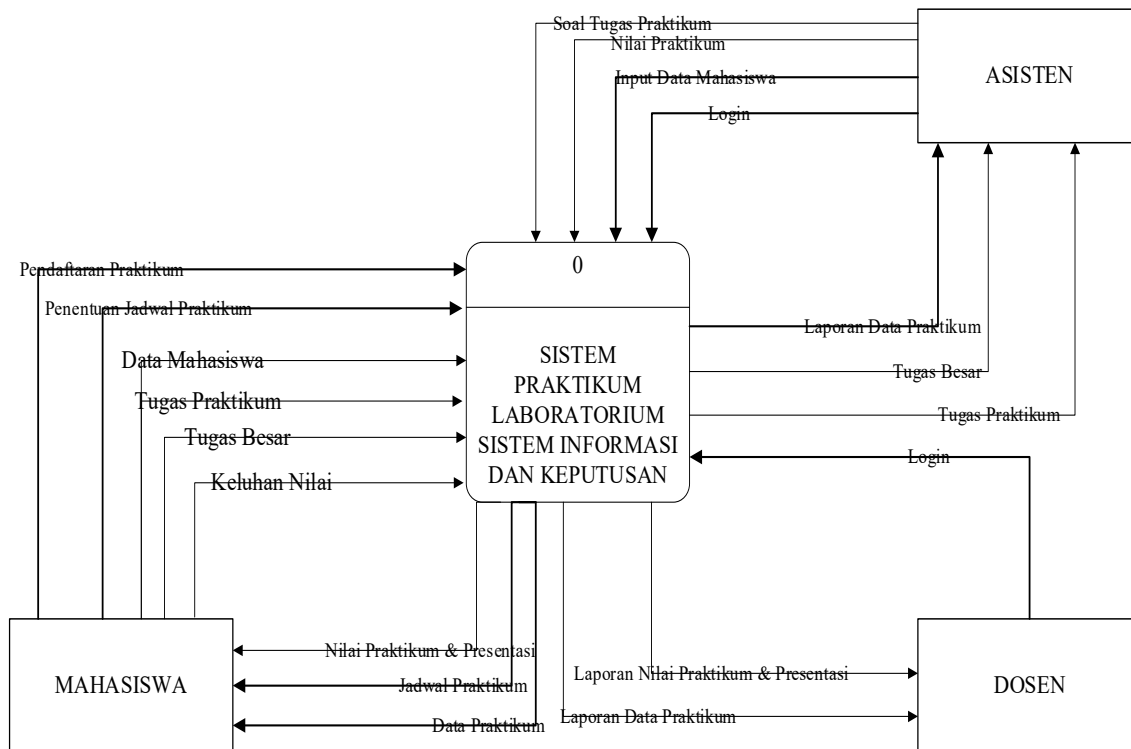 Soal Tugas Praktikum
Nilai Praktikum
Input Data Mahasiswa
Login
ASISTEN
0
SISTEM
PRAKTIKUM
LABORATORIUM
SISTEM INFORMASI
DAN KEPUTUSAN
Pendaftaran Praktikum
Penentuan Jadwal Praktikum
Data Mahasiswa
Tugas Praktikum
Tugas Besar
Keluhan Nilai
Laporan Data Praktikum
Tugas Besar
Tugas Praktikum
Login
MAHASISWA
Nilai Praktikum & Presentasi
Jadwal Praktikum
Data Praktikum
Laporan Nilai Praktikum & Presentasi
Laporan Data Praktikum
DOSEN